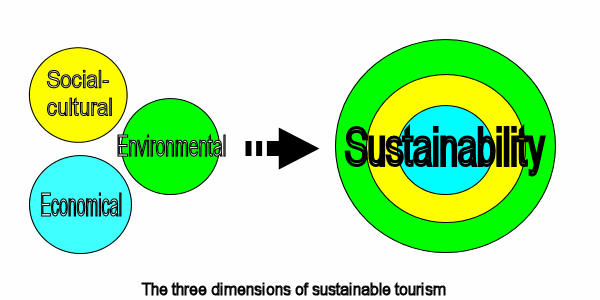 Social-
cultural
Environmental
Economical
Sustainability
The three dimensions of sustainable tourism